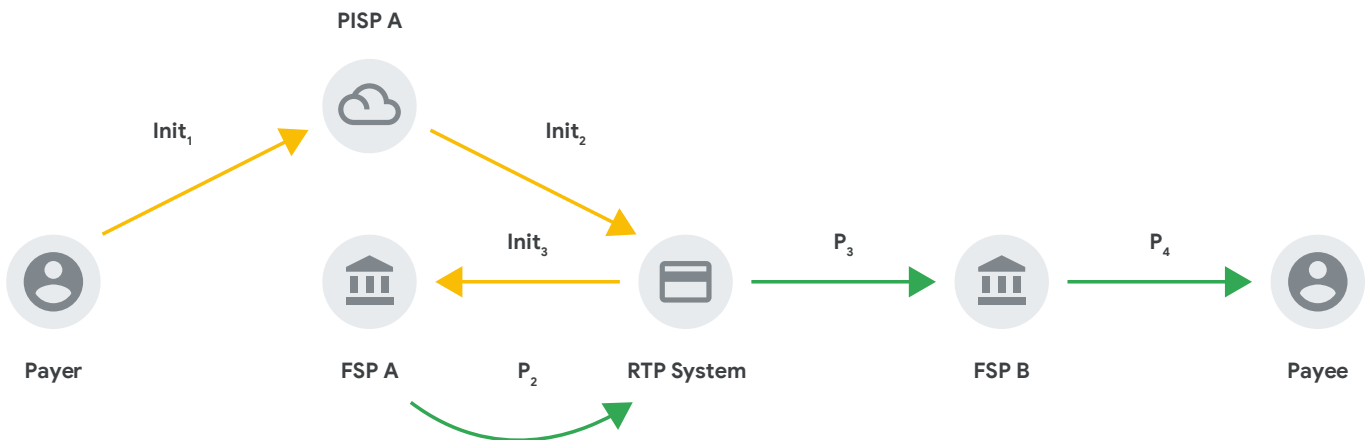 PISP A
Init₁
Init₂
Init₃
P₃
P₄
Payer
FSP A
P₂
RTP System
FSP B
Payee